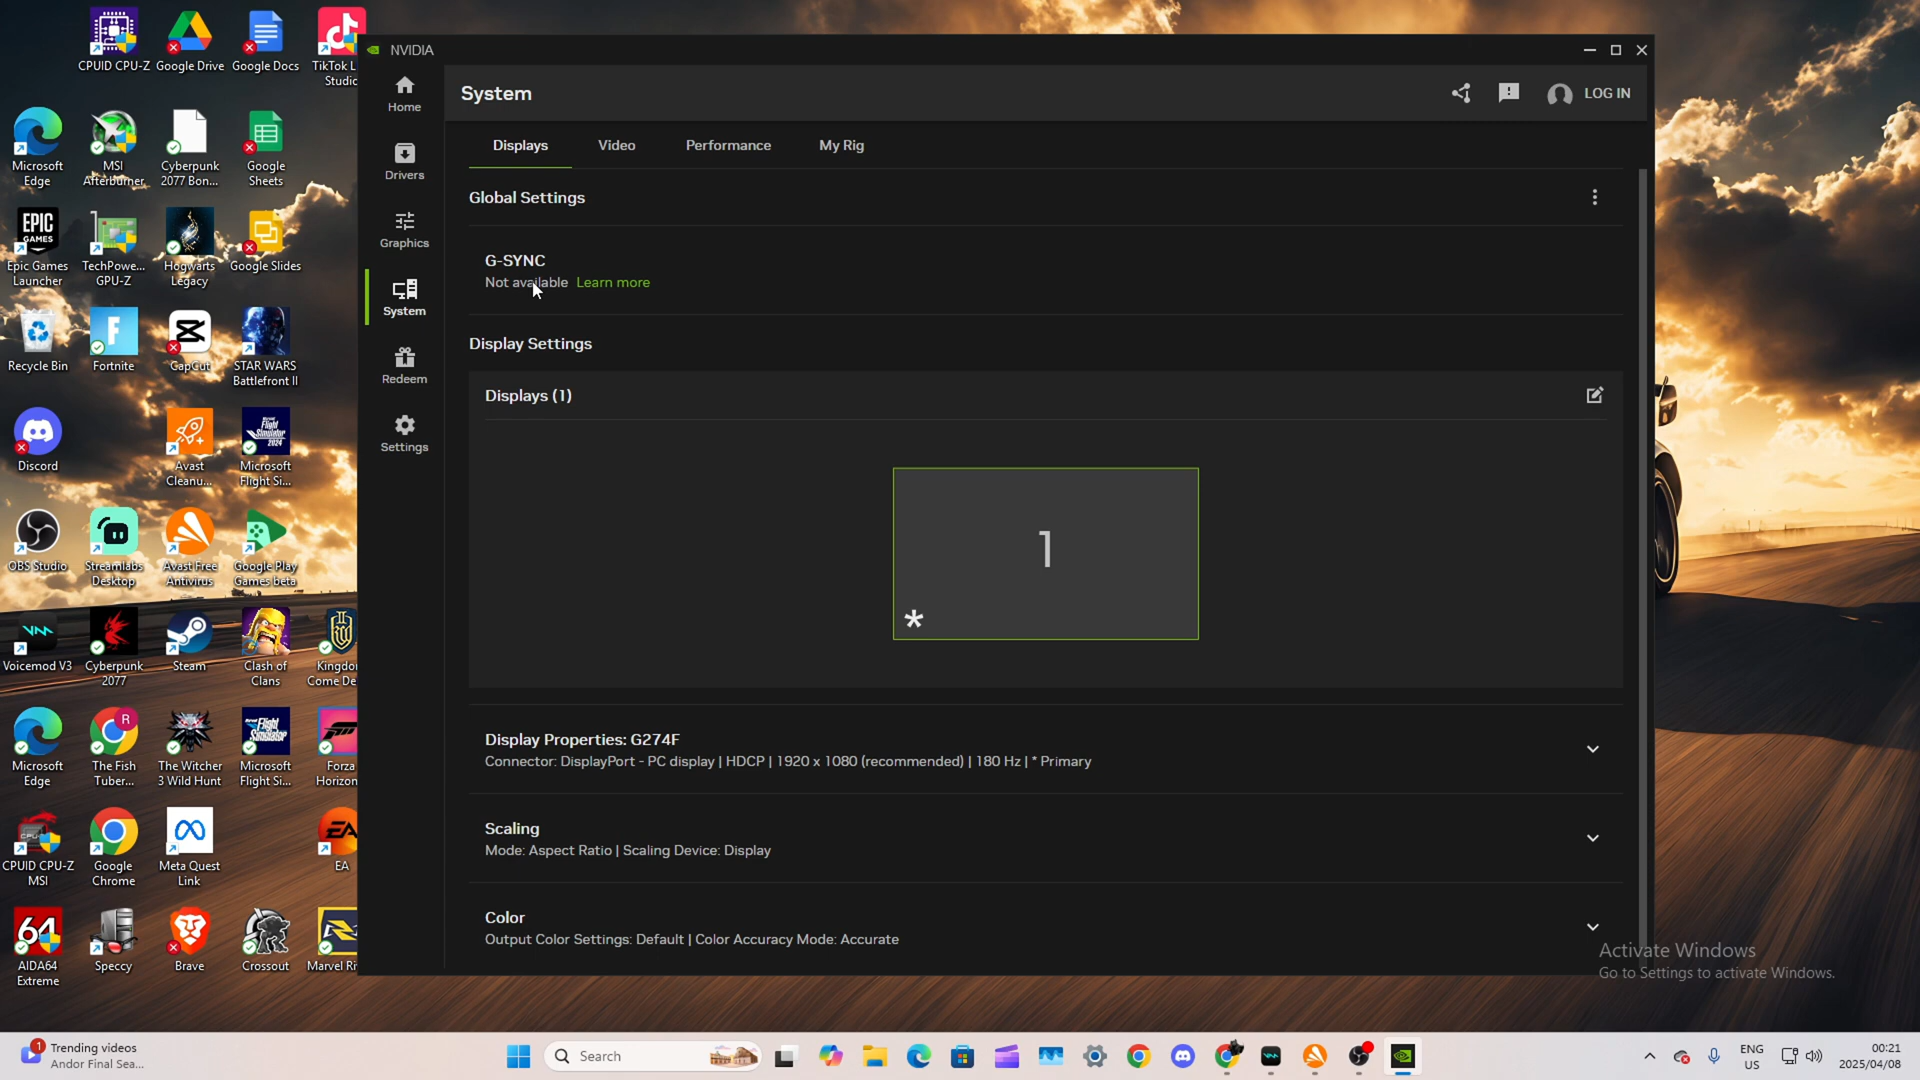 CPUID CPU-Z
Google Drive
Google Docs
TikTok L
Studio
Microsoft
Edge
MSI
Afterburner
Cyberpunk
2077 Bon...
Google
Sheets
EPIC
GAMES
Epic Games
Launcher
TechPowe...
GPU-Z
Hogwarts
Legacy
Google Slides
Recycle Bin
Fortnite
CapCut
STAR WARS
Battlefront II
Discord
Avast
Cleanu...
Microsoft
Flight Si...
OBS Studio
Streamlabs
Desktop
Avast Free
Antivirus
Google Play
Games beta
Voicemod V3
Cyberpunk
2077
Steam
Clash of
Clans
Kingdo
Come De
Microsoft
Edge
R
The Fish
Tuber...
The Witcher
3 Wild Hunt
Microsoft
Flight Si...
Forza
Horizon
CPUID CPU-Z
MSI
Google
Chrome
Meta Quest
Link
EA
EA
64
AIDA64
Extreme
Speccy
Brave
Crossout
Marvel Ri
NVIDIA
Home
Drivers
Graphics
System
Redeem
Settings
System
LOG IN
Displays
Video
Performance
My Rig
Global Settings
G-SYNC
Not available Learn more
Display Settings
Displays (1)
1
*
Display Properties: G274F
Connector: DisplayPort - PC display | HDCP | 1920 x 1080 (recommended) | 180 Hz | * Primary
Scaling
Mode: Aspect Ratio | Scaling Device: Display
Color
Output Color Settings: Default | Color Accuracy Mode: Accurate
Activate Windows
Go to Settings to activate Windows.
1
Trending videos
Andor Final Sea...
Search
ENG
US
00:21
2025/04/08